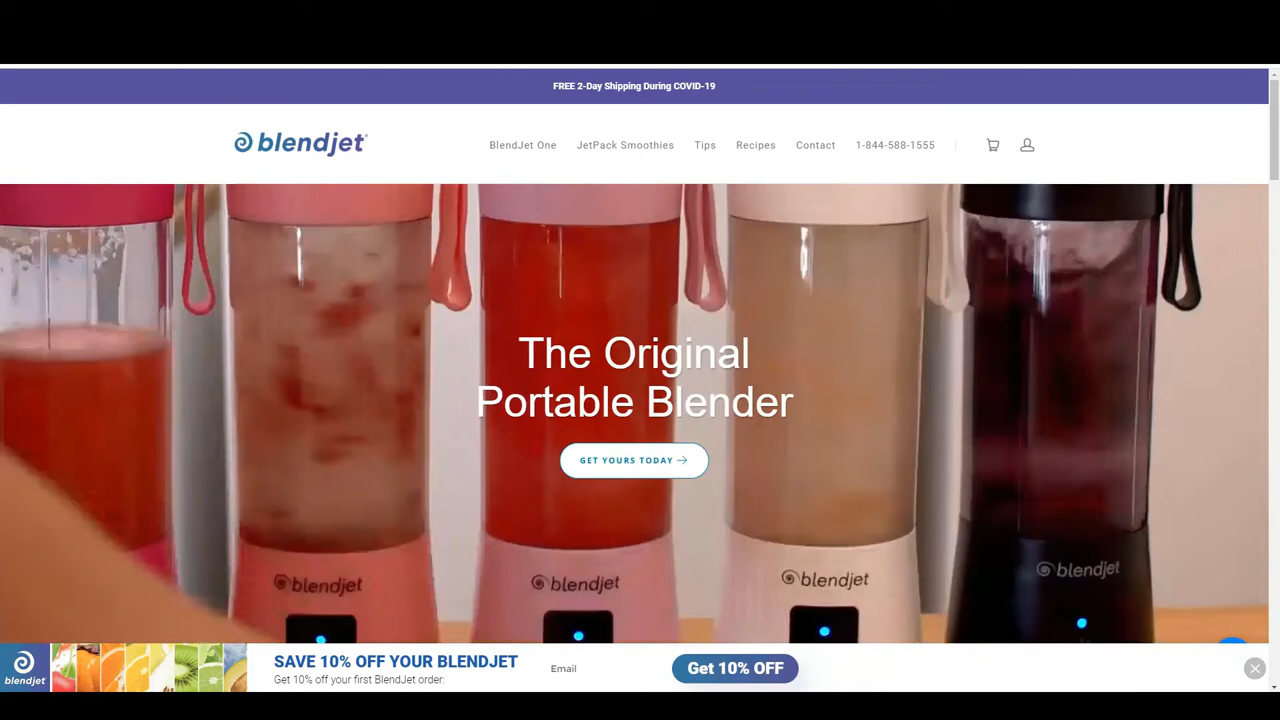 FREE 2-Day Shipping During COVID-19
blendjet®
BlendJet One JetPack Smoothies Tips Recipes Contact 1-844-588-1555
The Original
Portable Blender
GET YOURS TODAY →
blendjet blendjet blendjet blendjet
blendjet
SAVE 10% OFF YOUR BLENDJET
Get 10% off your first BlendJet order:
Email
Get 10% OFF